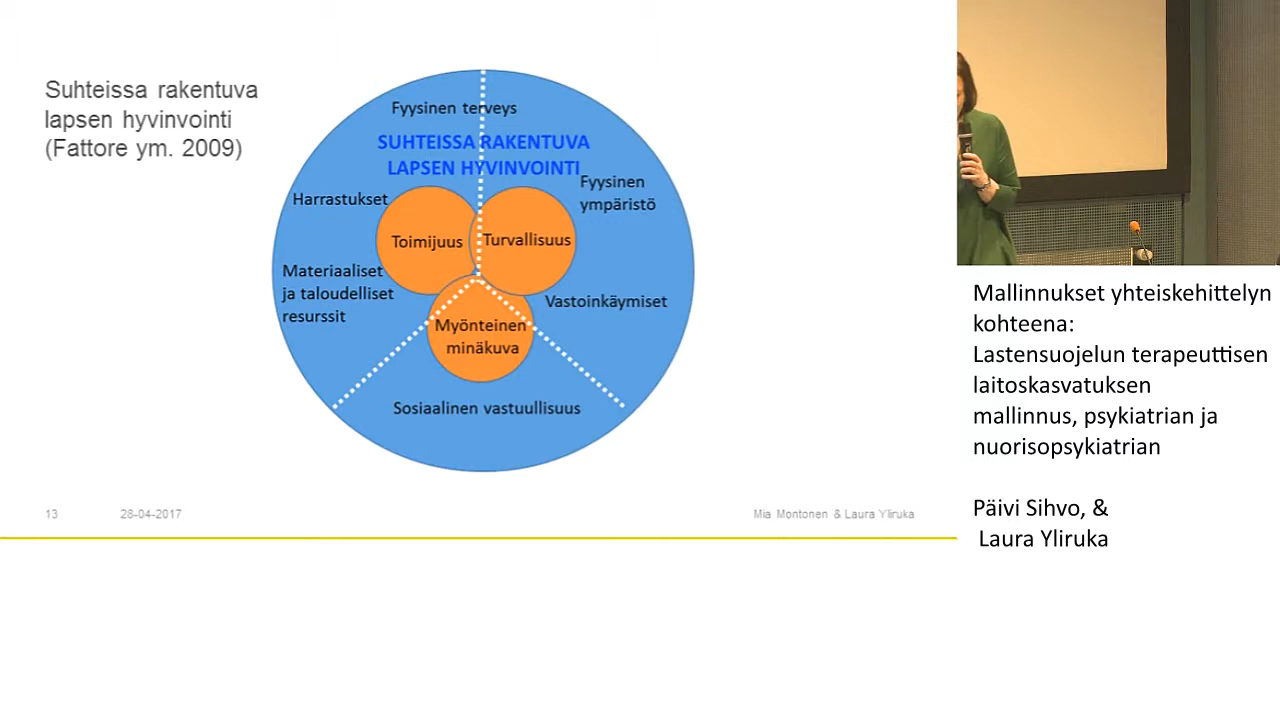 Suhteissa rakentuva
lapsen hyvinvointi
(Fattore ym. 2009)
Fyysinen terveys
SUHTEISSA RAKENTUVA
LAPSEN HYVINVOINTI
Fyysinen
ympäristö
Harrastukset
Toimijuus
Turvallisuus
Materiaaliset
ja taloudelliset
resurssit
Vastoinkäymiset
Myönteinen
minäkuva
Sosiaalinen vastuullisuus
13
28-04-2017
Mia Montonen & Laura Yliruka
Mallinnukset yhteiskehittelyn
kohteena:
Lastensuojelun terapeuttisen
laitoskasvatuksen
mallinnus, psykiatrian ja
nuorisopsykiatrian
Päivi Sihvo, &
Laura Yliruka